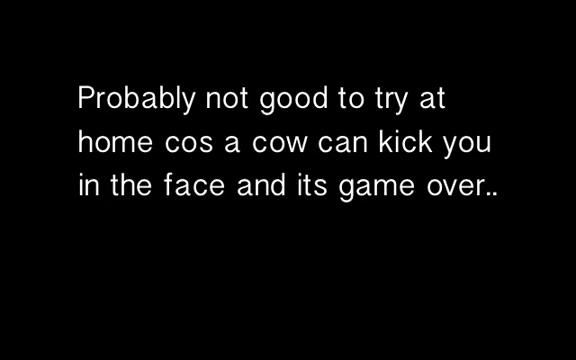 Probably not good to try at
home cos a cow can kick you
in the face and its game over..